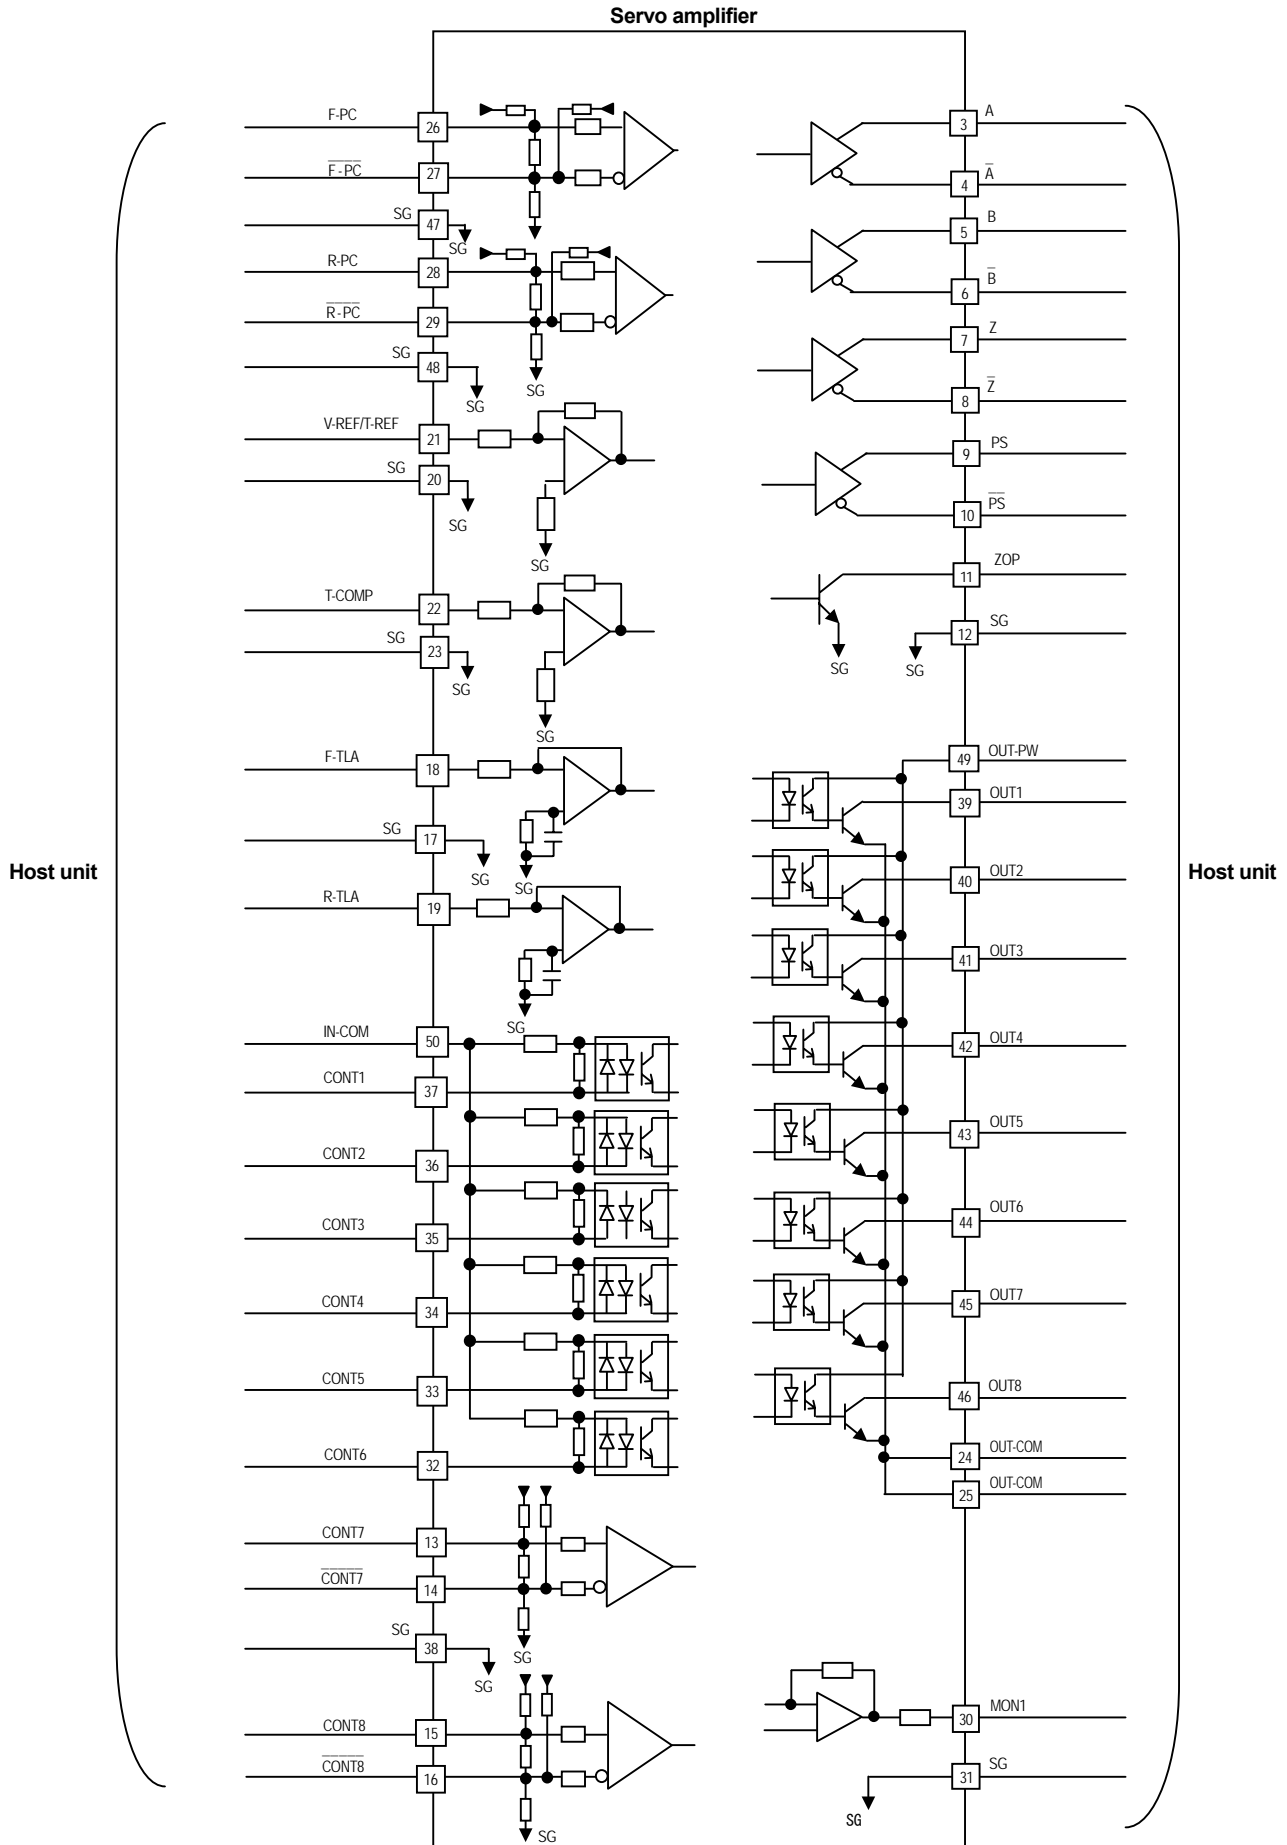 Servo amplifier
Host unit
F-PC 26
F-PC 27
SG 47
SG
R-PC 28
R-PC 29
SG 48
SG
SG
V-REF/T-REF 21
SG 20
SG
SG
T-COMP 22
SG 23
SG
SG
F-TLA 18
SG 17
SG
SG
R-TLA 19
SG
IN-COM 50
CONT1 37
CONT2 36
CONT3 35
CONT4 34
CONT5 33
CONT6 32
CONT7 13
CONT7 14
SG
SG 38
SG
CONT8 15
CONT8 16
SG
3 A
4 A
5 B
6 B
7 Z
8 Z
9 PS
10 PS
11 ZOP
12 SG
SG
SG
49 OUT-PW
39 OUT1
40 OUT2
41 OUT3
42 OUT4
43 OUT5
44 OUT6
45 OUT7
46 OUT8
24 OUT-COM
25 OUT-COM
30 MON1
31 SG
SG
Host unit